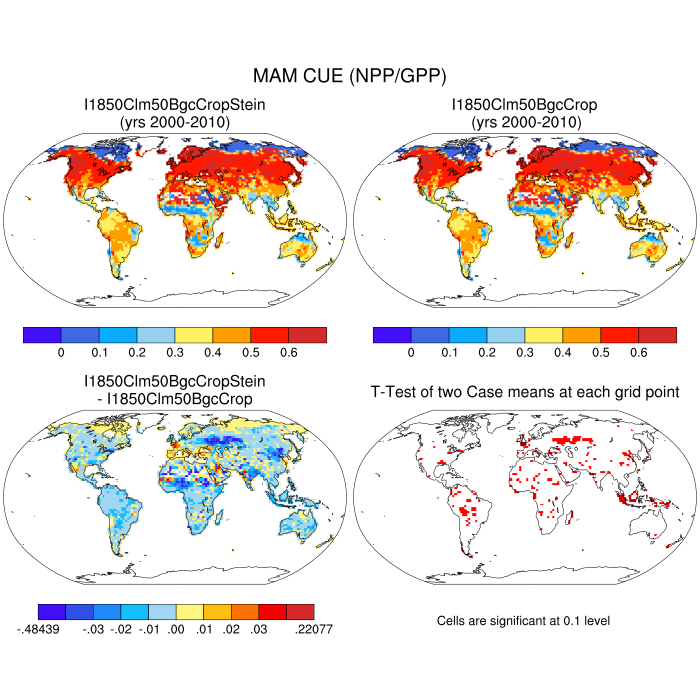 MAM CUE (NPP/GPP)
I1850Clm50BgcCropStein
(yrs 2000-2010)
I1850Clm50BgcCrop
(yrs 2000-2010)
0 0.1 0.2 0.3 0.4 0.5 0.6
0 0.1 0.2 0.3 0.4 0.5 0.6
I1850Clm50BgcCropStein
- I1850Clm50BgcCrop
T-Test of two Case means at each grid point
-.48439 -.03 -.02 -.01 .00 .01 .02 .03 .22077
Cells are significant at 0.1 level